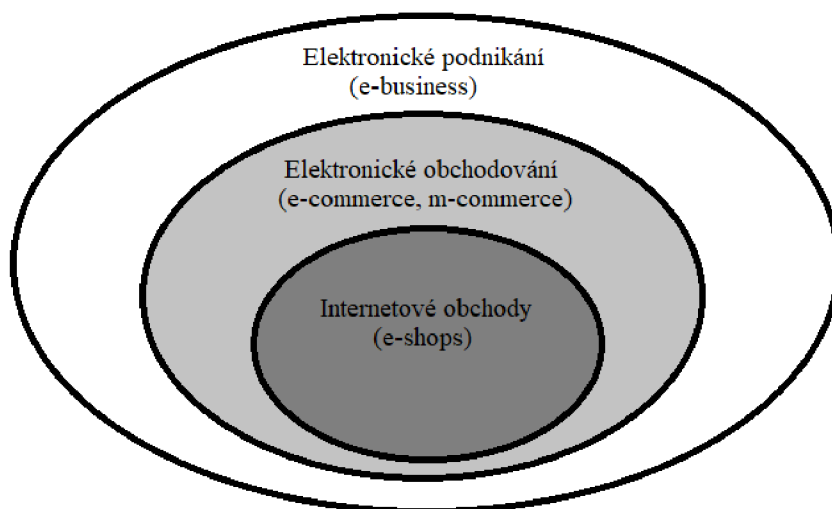 Elektronické podnikání
(e-business)
Elektronické obchodování
(e-commerce, m-commerce)
Internetové obchody
(e-shops)